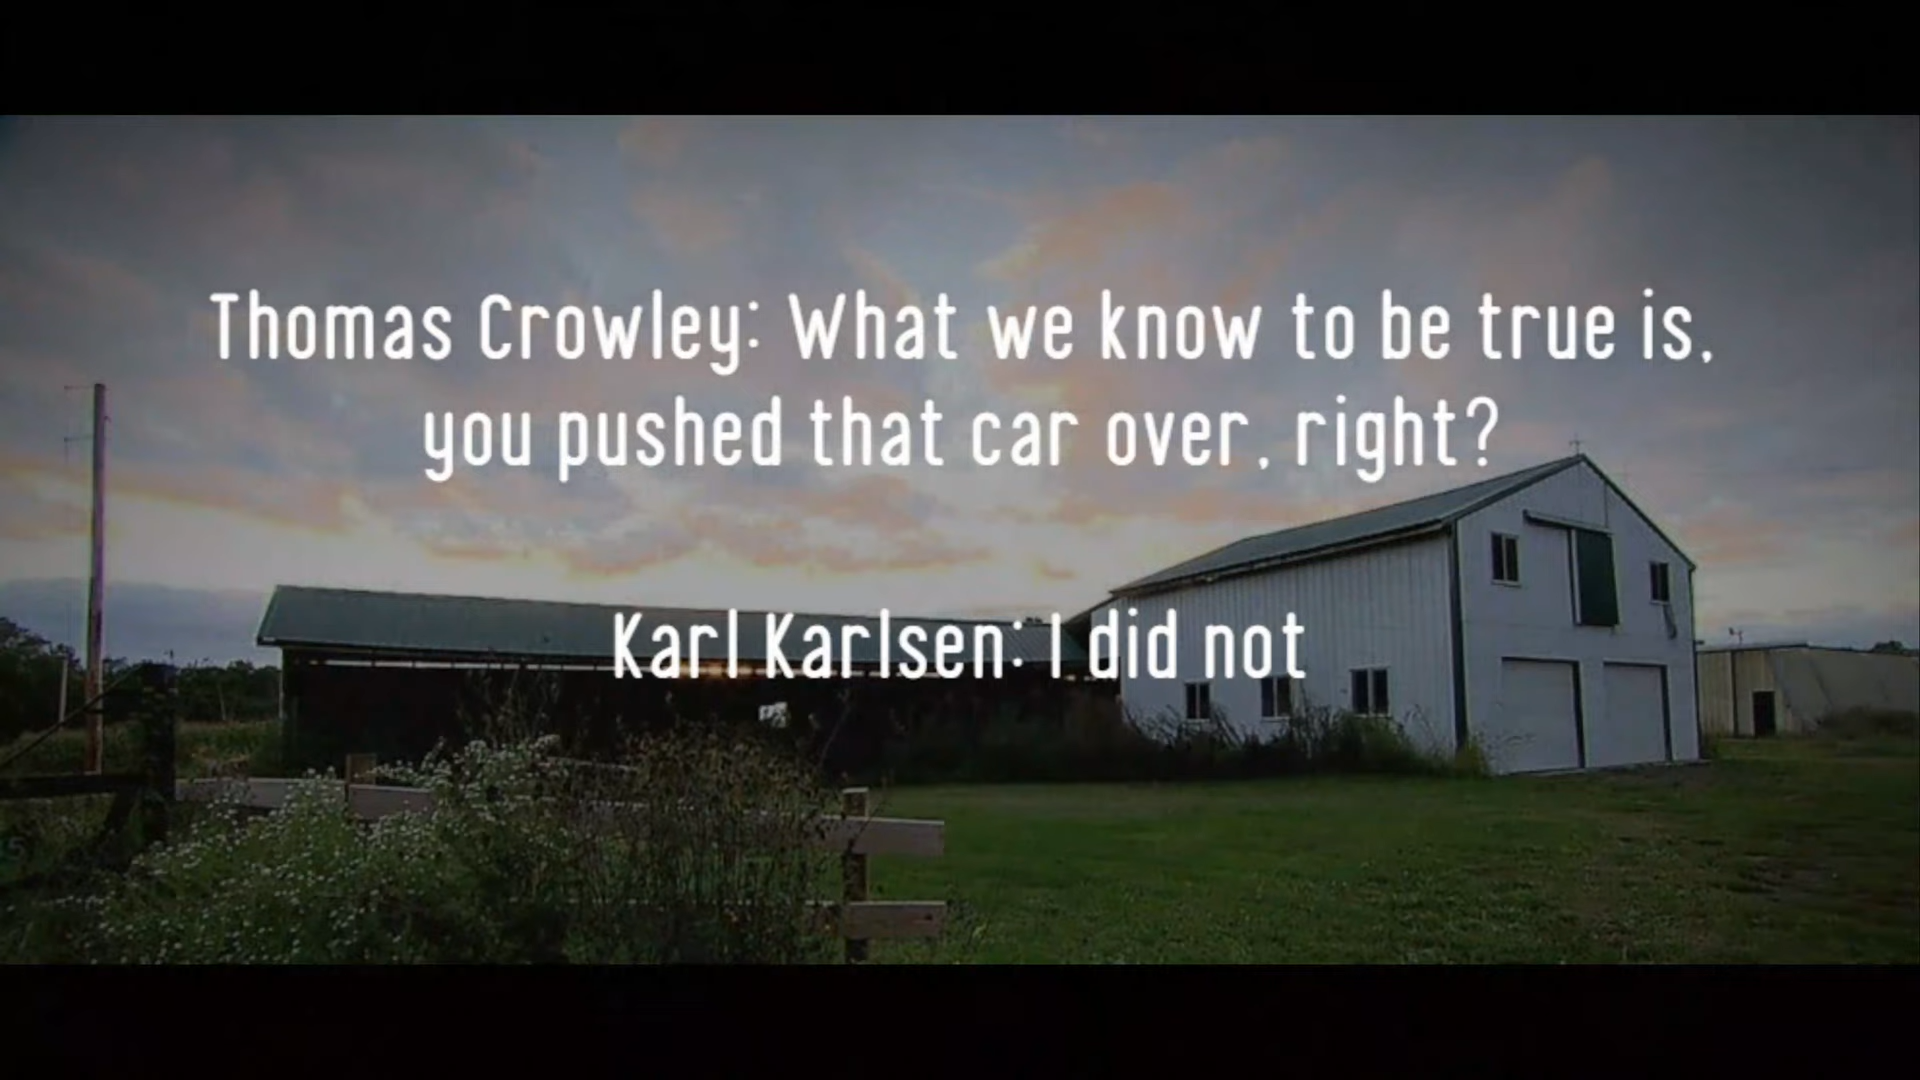 Thomas Crowley: What we know to be true is,
you pushed that car over, right?
Karl Karlsen: I did not